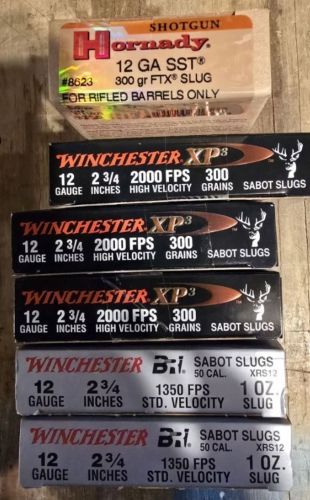 SHOTGUN
Hornady
12 GA SST®
#8623 300 gr FTX® SLUG
FOR RIFLED BARRELS ONLY
WINCHESTER XP3
12 GAUGE 2 3/4 INCHES 2000 FPS HIGH VELOCITY 300 GRAINS SABOT SLUGS
WINCHESTER XP3
12 GAUGE 2 3/4 INCHES 2000 FPS HIGH VELOCITY 300 GRAINS SABOT SLUGS
WINCHESTER XP3
12 GAUGE 2 3/4 INCHES 2000 FPS HIGH VELOCITY 300 GRAINS SABOT SLUGS
WINCHESTER BRI SABOT SLUGS
50 CAL. XRS12
12 GAUGE 2 3/4 INCHES 1350 FPS STD. VELOCITY 1 OZ. SLUG
WINCHESTER BRI SABOT SLUGS
50 CAL. XRS12
12 GAUGE 2 3/4 INCHES 1350 FPS STD. VELOCITY 1 OZ. SLUG